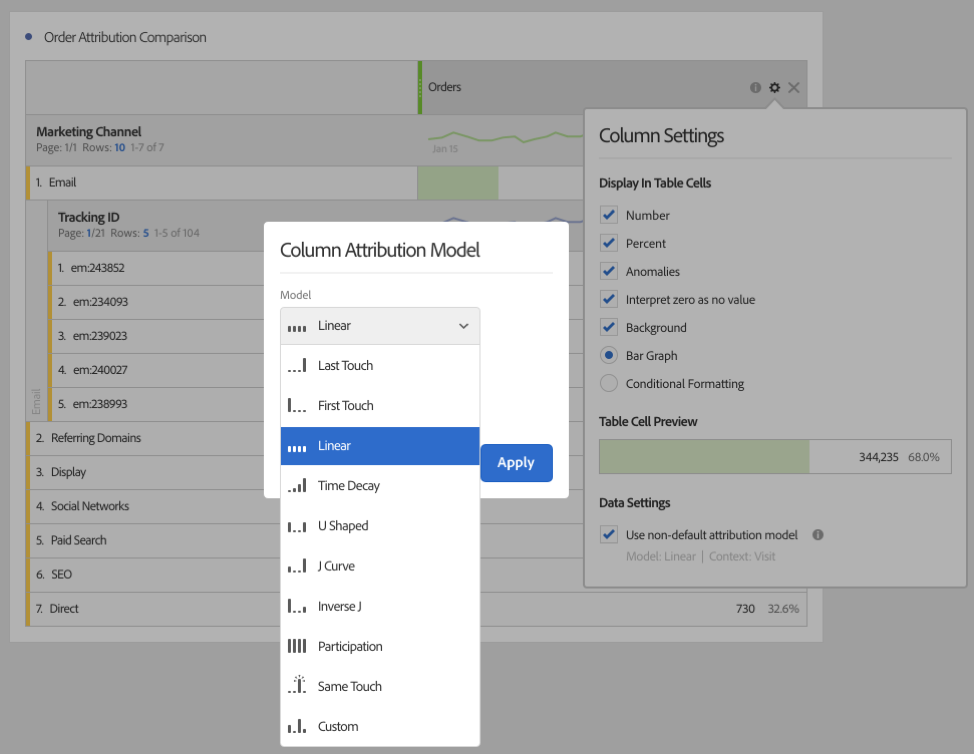 Order Attribution Comparison
Orders
Marketing Channel
Page: 1/1 Rows: 10 1-7 of 7
Jan 15
1. Email
Tracking ID
Page: 1/21 Rows: 5 1-5 of 104
1. em:243852
2. em:234093
3. em:239023
4. em:240027
5. em:238993
Email
2. Referring Domains
3. Display
4. Social Networks
5. Paid Search
6. SEO
7. Direct
730 32.6%
Column Attribution Model
Model
Linear
Last Touch
First Touch
Linear
Time Decay
U Shaped
J Curve
Inverse J
Participation
Same Touch
Custom
Apply
Column Settings
Display In Table Cells
Number
Percent
Anomalies
Interpret zero as no value
Background
Bar Graph
Conditional Formatting
Table Cell Preview
344,235 68.0%
Data Settings
Use non-default attribution model
Model: Linear | Context: Visit